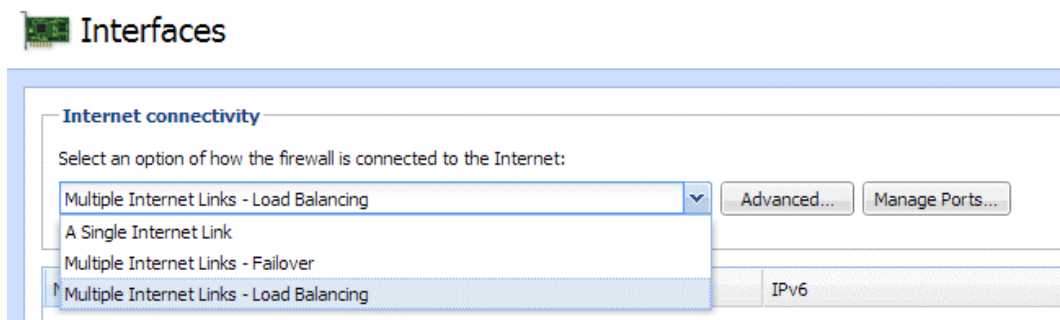 Interfaces
Internet connectivity
Select an option of how the firewall is connected to the Internet:
Multiple Internet Links - Load Balancing Advanced... Manage Ports...
A Single Internet Link
Multiple Internet Links - Failover
Multiple Internet Links - Load Balancing IPv6